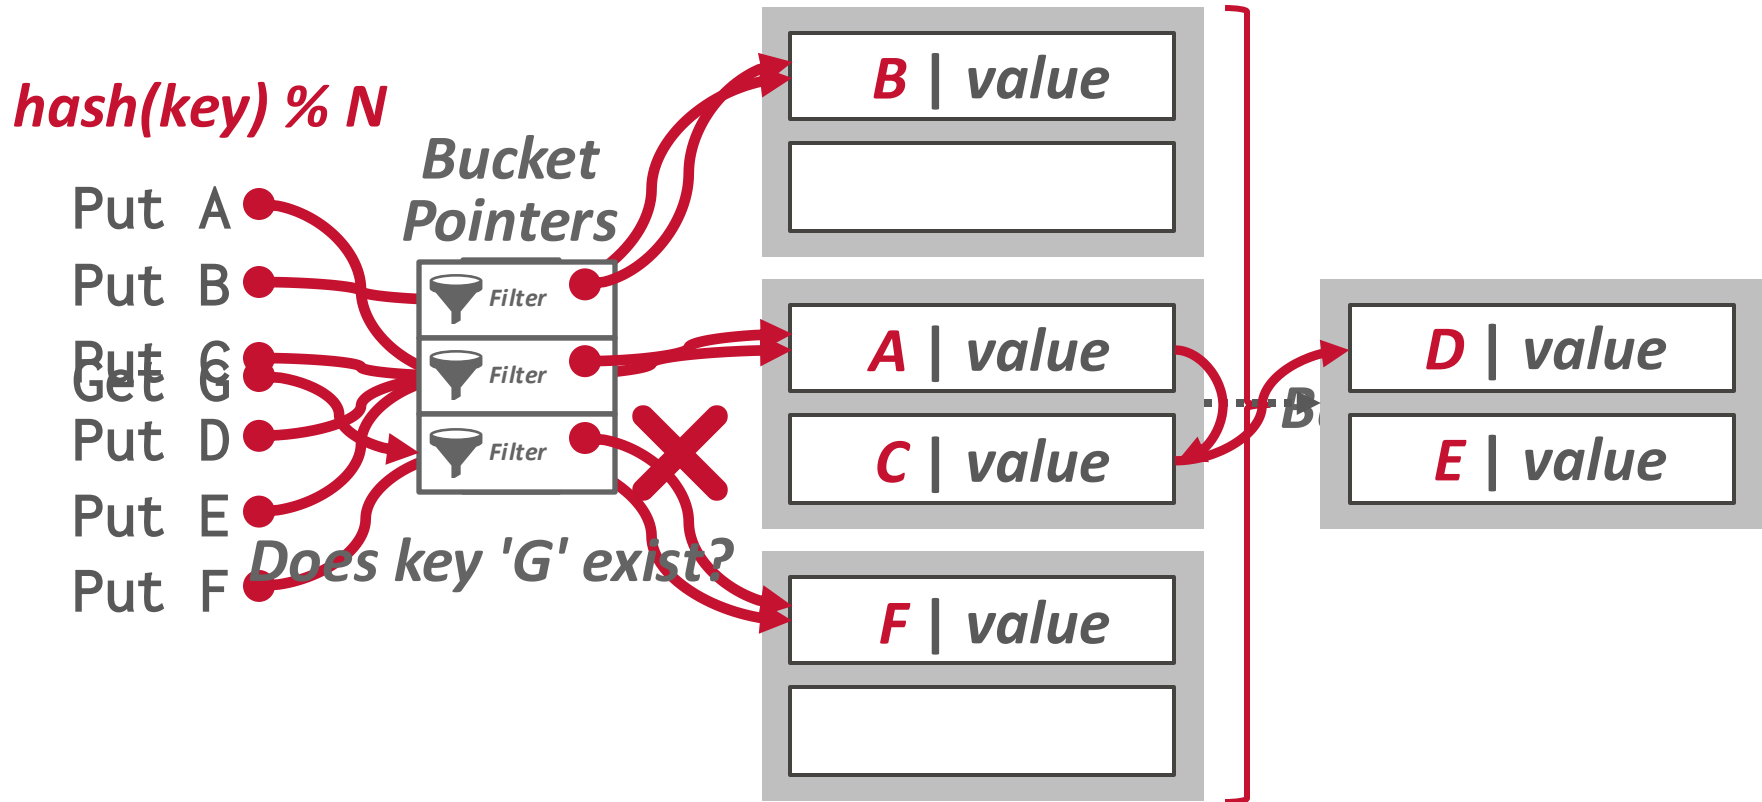 hash(key) % N
Bucket
Pointers
Put A
Put B
Put C
Get G
Put D
Put E
Put F
Filter
Filter
Filter
Does key 'G' exist?
B | value
A | value
C | value
F | value
D | value
E | value